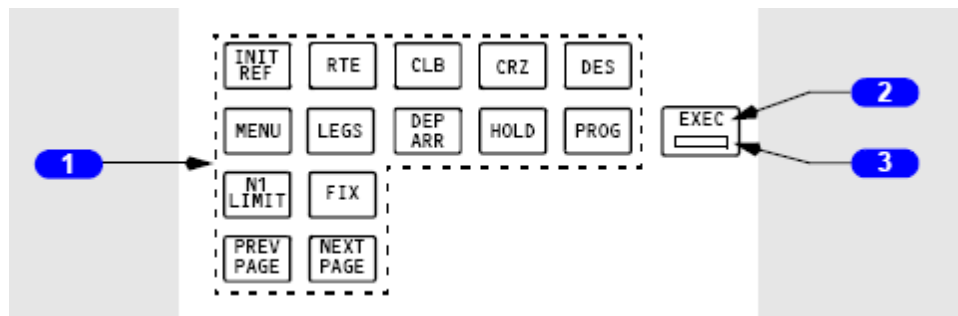 INIT
REF
RTE
CLB
CRZ
DES
MENU
LEGS
DEP
ARR
HOLD
PROG
EXEC
N1
LIMIT
FIX
PREV
PAGE
NEXT
PAGE
1
2
3